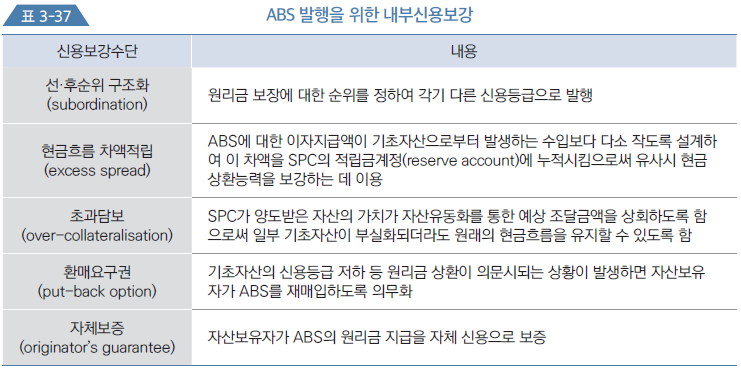 표 3-37
ABS 발행을 위한 내부신용보강
신용보강수단
내용
선·후순위 구조화
(subordination)
원리금 보장에 대한 순위를 정하여 각기 다른 신용등급으로 발행
현금흐름 차액적립
(excess spread)
ABS에 대한 이자지급액이 기초자산으로부터 발생하는 수입보다 다소 작도록 설계하
여 이 차액을 SPC의 적립금계정(reserve account)에 누적시킴으로써 유사시 현금
상환능력을 보강하는 데 이용
초과담보
(over-collateralisation)
SPC가 양도받은 자산의 가치가 자산유동화를 통한 예상 조달금액을 상회하도록 함
으로써 일부 기초자산이 부실화되더라도 원래의 현금흐름을 유지할 수 있도록 함
환매요구권
(put-back option)
기초자산의 신용등급 저하 등 원리금 상환이 의문시되는 상황이 발생하면 자산보유
자가 ABS를 재매입하도록 의무화
자체보증
(originator's guarantee)
자산보유자가 ABS의 원리금 지급을 자체 신용으로 보증